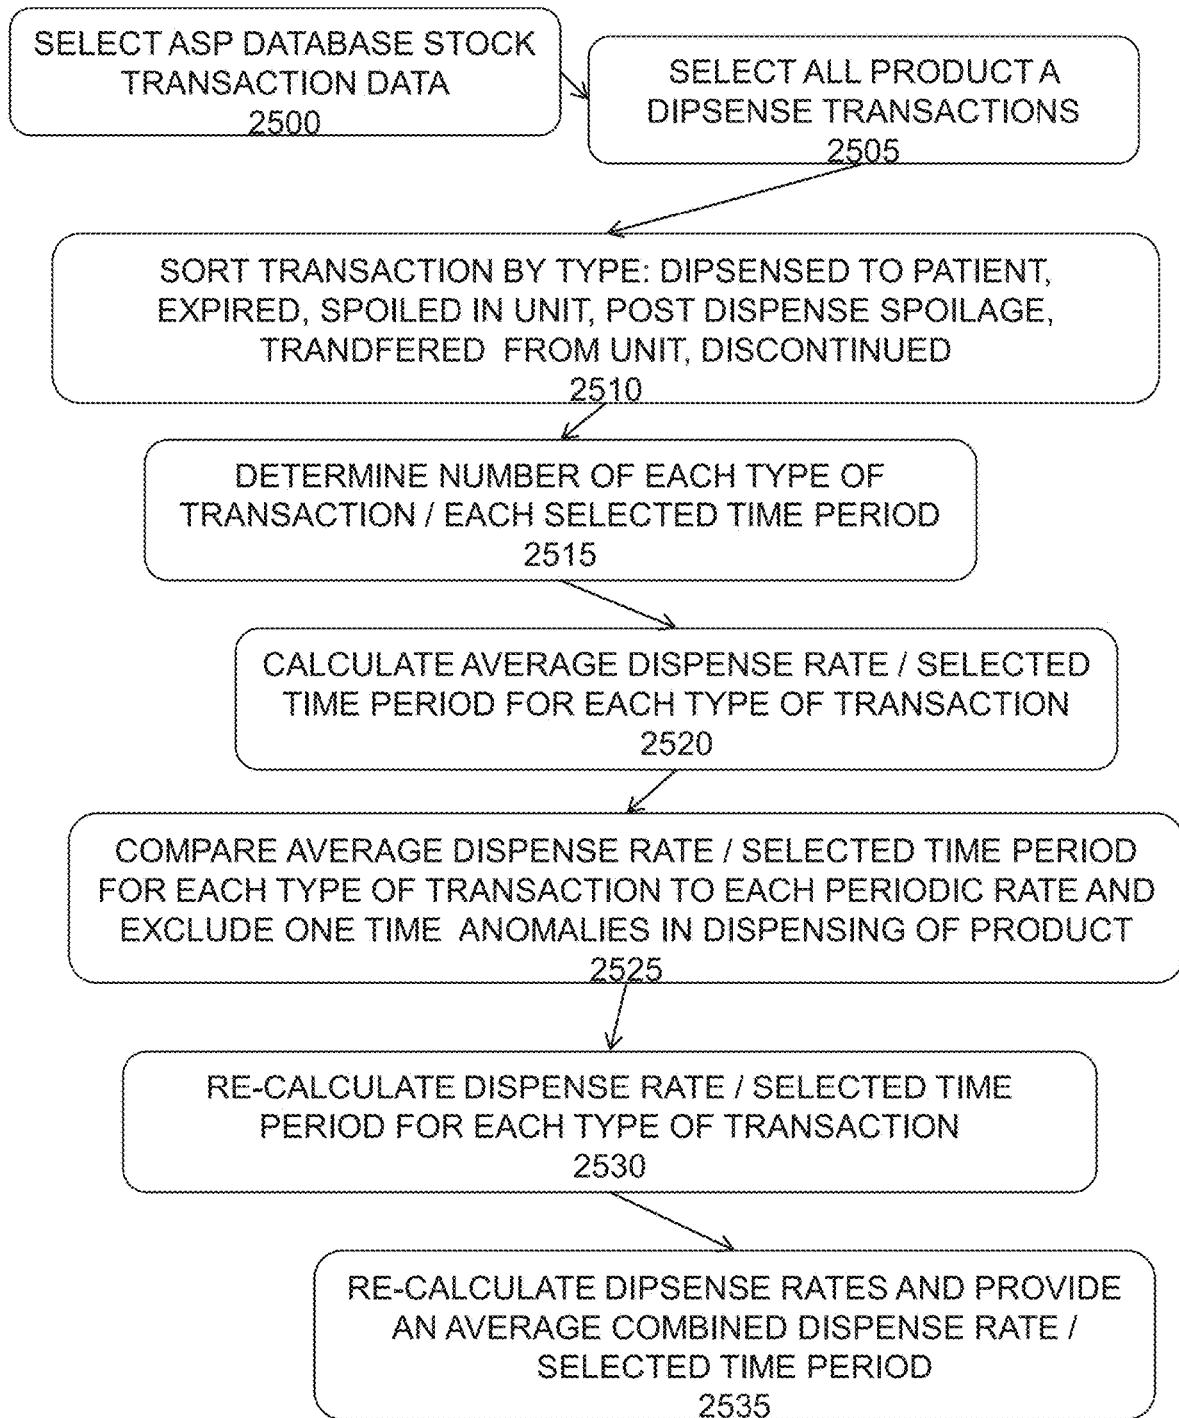 SELECT ASP DATABASE STOCK
TRANSACTION DATA
2500
SELECT ALL PRODUCT A
DIPSENSE TRANSACTIONS
2505
SORT TRANSACTION BY TYPE: DIPSENSED TO PATIENT,
EXPIRED, SPOILED IN UNIT, POST DISPENSE SPOILAGE,
TRANDFERED FROM UNIT, DISCONTINUED
2510
DETERMINE NUMBER OF EACH TYPE OF
TRANSACTION / EACH SELECTED TIME PERIOD
2515
CALCULATE AVERAGE DISPENSE RATE / SELECTED
TIME PERIOD FOR EACH TYPE OF TRANSACTION
2520
COMPARE AVERAGE DISPENSE RATE / SELECTED TIME PERIOD
FOR EACH TYPE OF TRANSACTION TO EACH PERIODIC RATE AND
EXCLUDE ONE TIME ANOMALIES IN DISPENSING OF PRODUCT
2525
RE-CALCULATE DISPENSE RATE / SELECTED TIME
PERIOD FOR EACH TYPE OF TRANSACTION
2530
RE-CALCULATE DIPSENSE RATES AND PROVIDE
AN AVERAGE COMBINED DISPENSE RATE /
SELECTED TIME PERIOD
2535